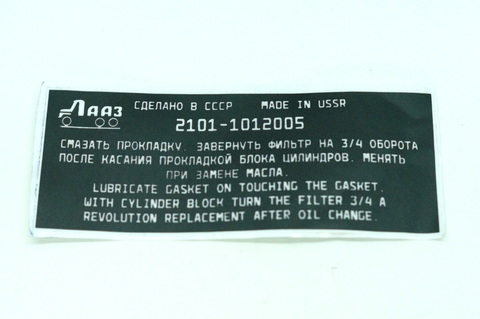 ЛААЗ
СДЕЛАНО В СССР MADE IN USSR
2101-1012005
СМАЗАТЬ ПРОКЛАДКУ. ЗАВЕРНУТЬ ФИЛЬТР НА 3/4 ОБОРОТА
ПОСЛЕ КАСАНИЯ ПРОКЛАДКОЙ БЛОКА ЦИЛИНДРОВ. МЕНЯТЬ
ПРИ ЗАМЕНЕ МАСЛА.
LUBRICATE GASKET ON TOUCHING THE GASKET.
WITH CYLINDER BLOCK TURN THE FILTER 3/4 A
REVOLUTION REPLACEMENT AFTER OIL CHANGE.